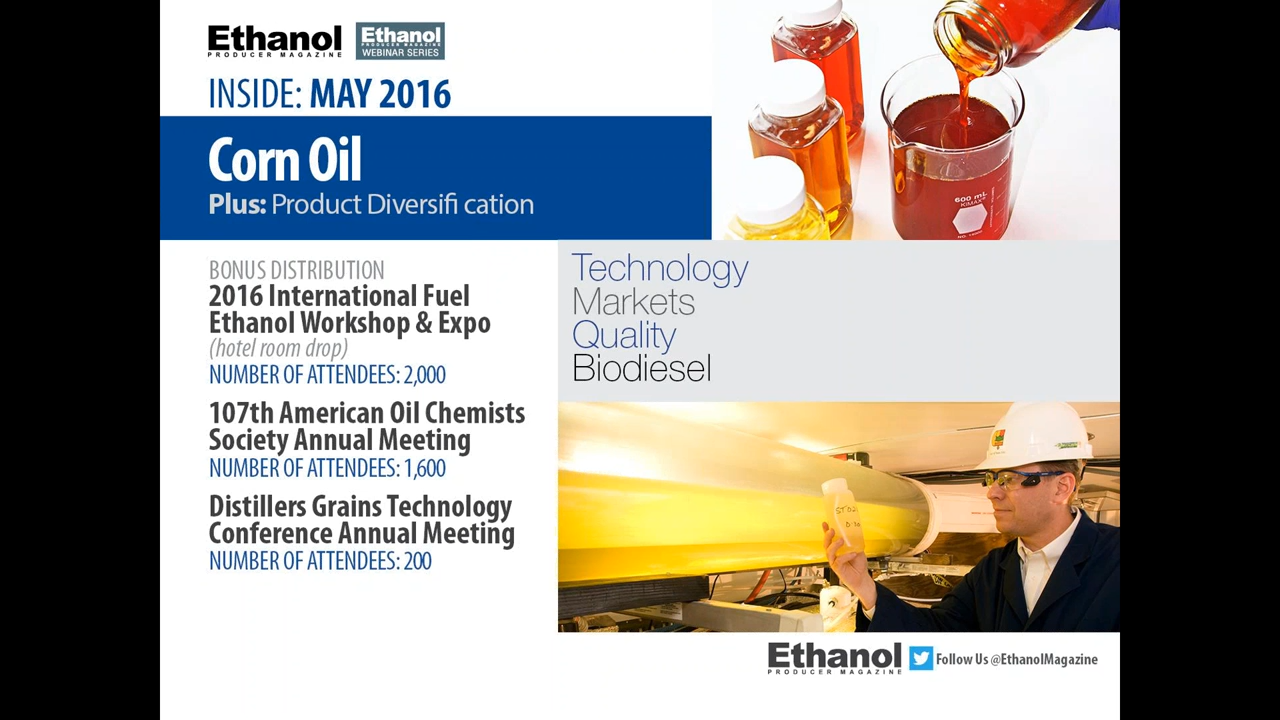 Ethanol
PRODUCER MAGAZINE
Ethanol
PRODUCER MAGAZINE
WEBINAR SERIES
INSIDE: MAY 2016
Corn Oil
Plus: Product Diversifi cation
600 mL
KIMAX
BONUS DISTRIBUTION
2016 International Fuel
Ethanol Workshop & Expo
(hotel room drop)
NUMBER OF ATTENDEES: 2,000
107th American Oil Chemists
Society Annual Meeting
NUMBER OF ATTENDEES: 1,600
Distillers Grains Technology
Conference Annual Meeting
NUMBER OF ATTENDEES: 200
Technology
Markets
Quality
Biodiesel
Ethanol
PRODUCER MAGAZINE
Follow Us @EthanolMagazine